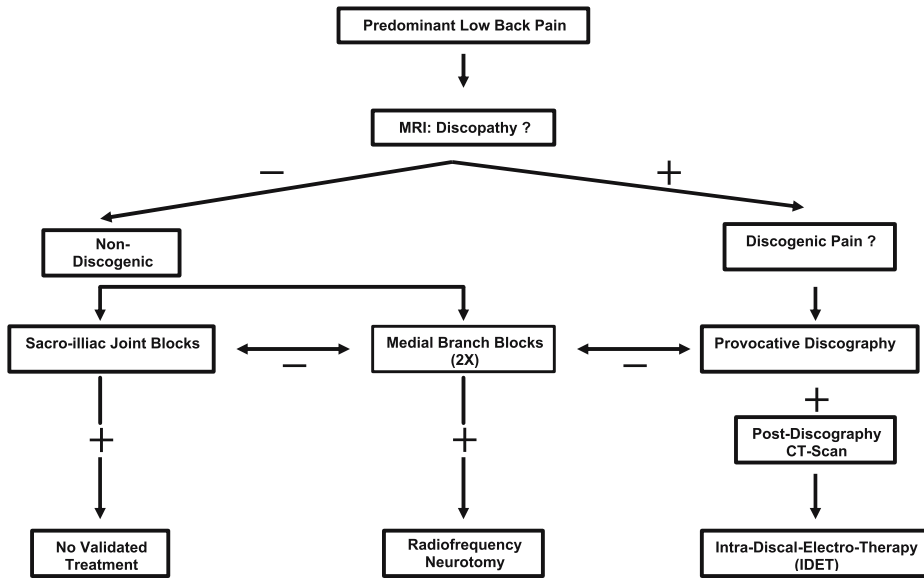 Predominant Low Back Pain
MRI: Discopathy ?
−
+
Non-
Discogenic
Discogenic Pain ?
Sacro-illiac Joint Blocks
−
Medial Branch Blocks
(2X)
−
Provocative Discography
+
+
+
Post-Discography
CT-Scan
No Validated
Treatment
Radiofrequency
Neurotomy
Intra-Discal-Electro-Therapy
(IDET)